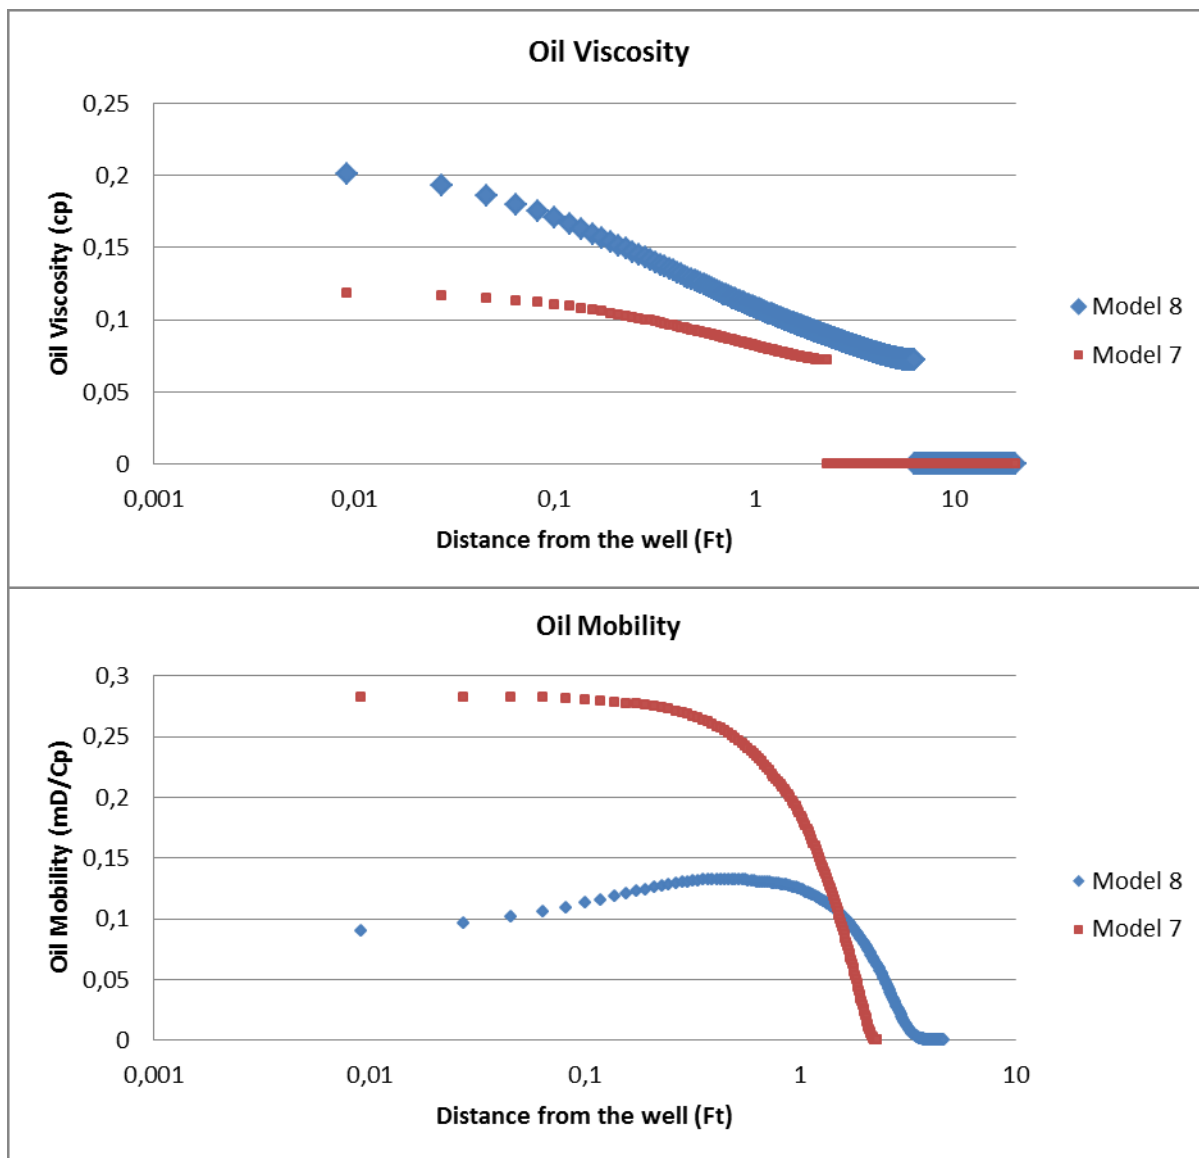 Oil Viscosity
0,25
0,2
0,15
0,1
0,05
0
Oil Viscosity (cp)
0,001
0,01
0,1
1
10
Distance from the well (Ft)
Model 8
Model 7
Oil Mobility
0,3
0,25
0,2
0,15
0,1
0,05
0
Oil Mobility (mD/Cp)
0,001
0,01
0,1
1
10
Distance from the well (Ft)
Model 8
Model 7